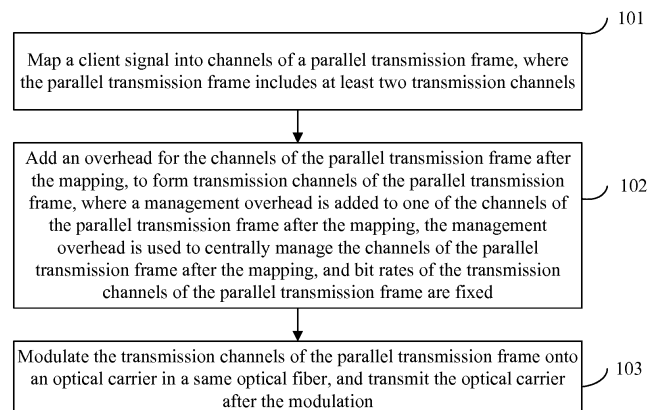 101
Map a client signal into channels of a parallel transmission frame, where
the parallel transmission frame includes at least two transmission channels
Add an overhead for the channels of the parallel transmission frame after
the mapping, to form transmission channels of the parallel transmission
frame, where a management overhead is added to one of the channels of
the parallel transmission frame after the mapping, the management
overhead is used to centrally manage the channels of the parallel
transmission frame after the mapping, and bit rates of the transmission
channels of the parallel transmission frame are fixed
102
Modulate the transmission channels of the parallel transmission frame onto
an optical carrier in a same optical fiber, and transmit the optical carrier
after the modulation
103